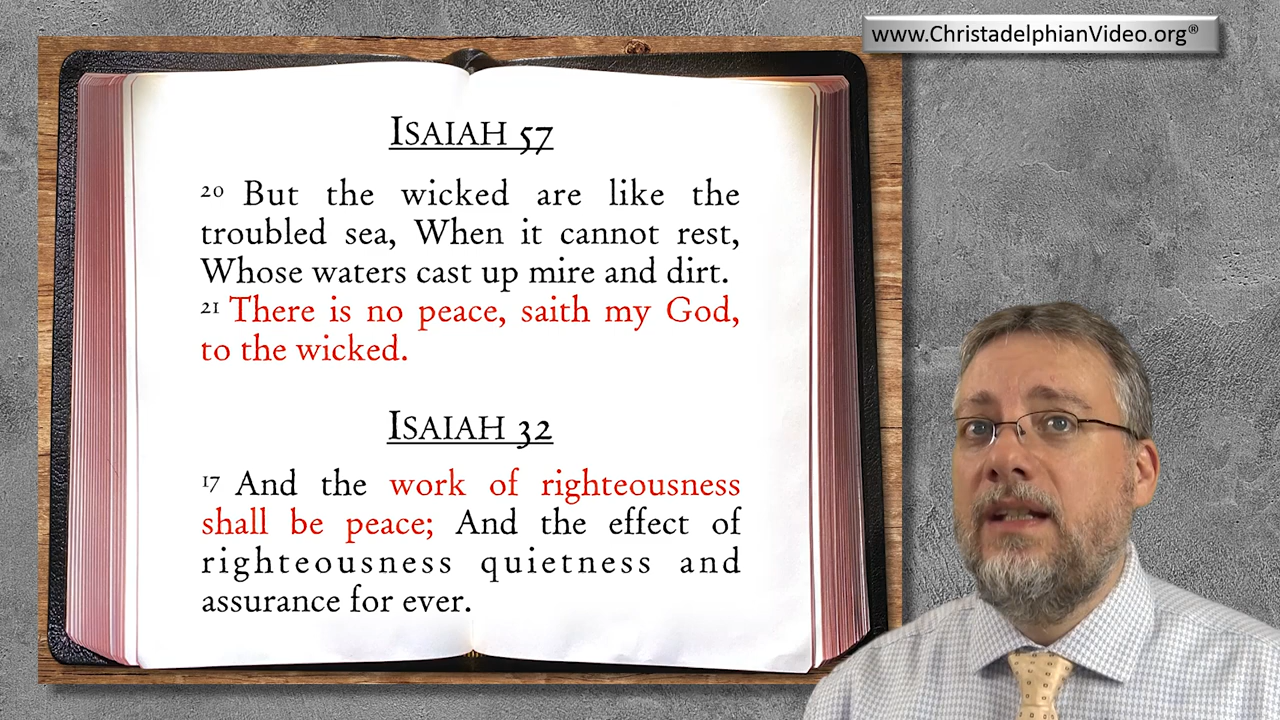 www.ChristadelphianVideo.org®
ISAIAH 57
20 But the wicked are like the
troubled sea, When it cannot rest,
Whose waters cast up mire and dirt.
21 There is no peace, saith my God,
to the wicked.
ISAIAH 32
17 And the work of righteousness
shall be peace; And the effect of
righteousness quietness and
assurance for ever.